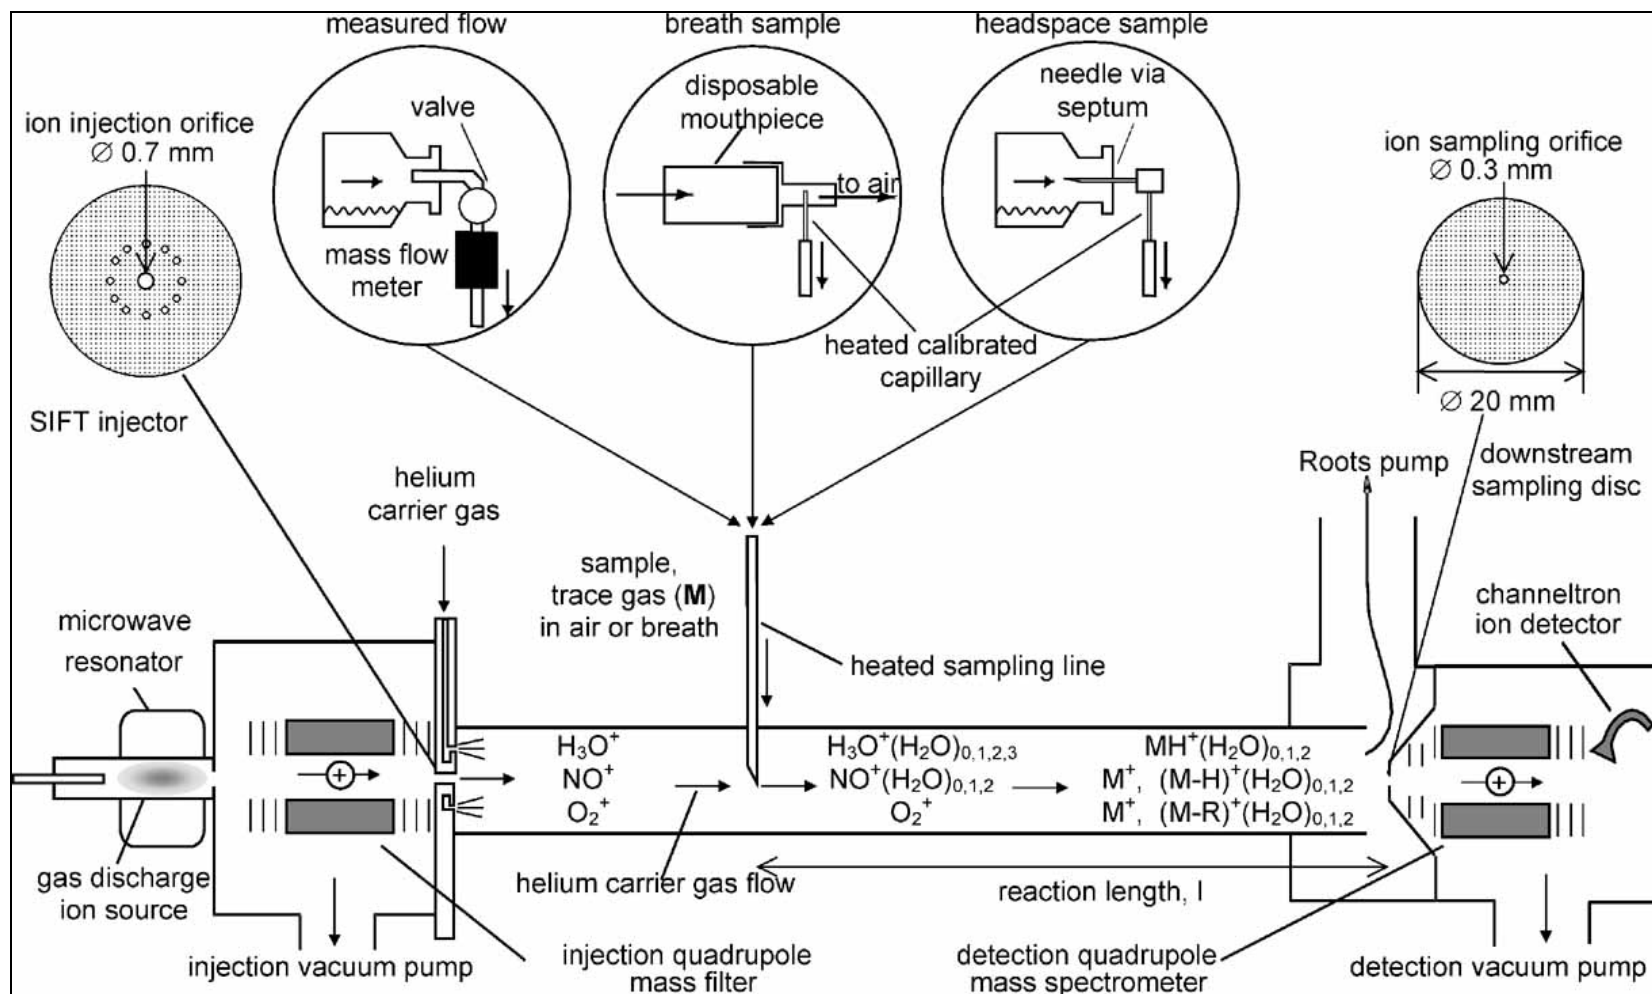 measured flow
breath sample
headspace sample
valve
disposable
mouthpiece
needle via
septum
ion injection orifice
∅ 0.7 mm
ion sampling orifice
∅ 0.3 mm
to air
mass flow
meter
heated calibrated
capillary
∅ 20 mm
SIFT injector
helium
carrier gas
Roots pump
downstream
sampling disc
sample,
trace gas (M)
in air or breath
microwave
resonator
channeltron
ion detector
heated sampling line
H₃O⁺
NO⁺
O₂⁺
H₃O⁺(H₂O)₀,₁,₂,₃
NO⁺(H₂O)₀,₁,₂
O₂⁺
MH⁺(H₂O)₀,₁,₂
M⁺, (M-H)⁺(H₂O)₀,₁,₂
M⁺, (M-R)⁺(H₂O)₀,₁,₂
+
+
gas discharge
ion source
helium carrier gas flow
reaction length, l
injection vacuum pump
injection quadrupole
mass filter
detection quadrupole
mass spectrometer
detection vacuum pump